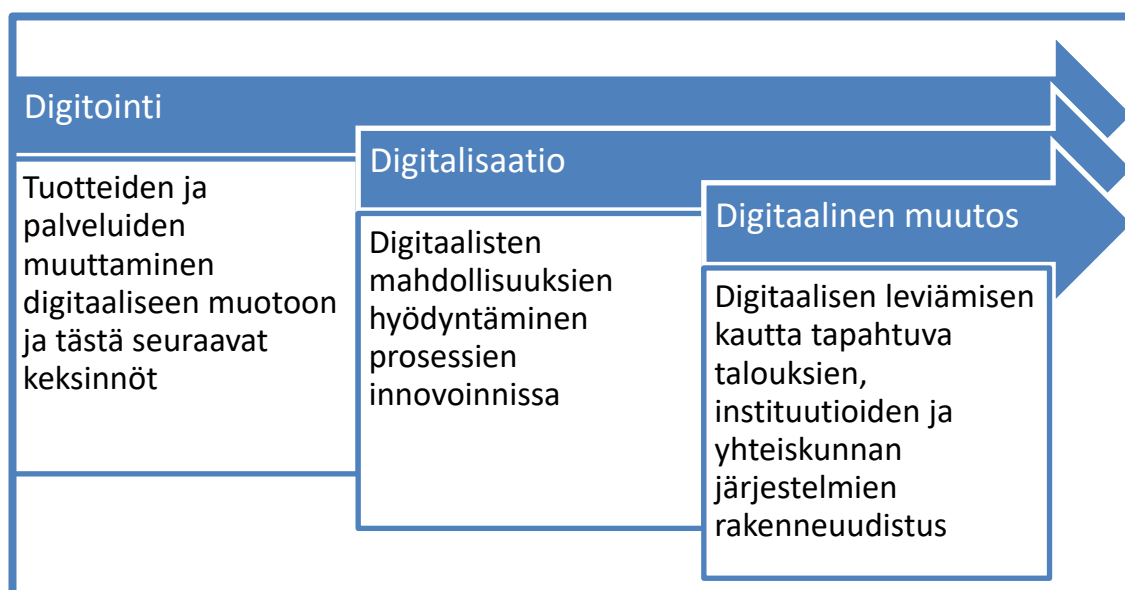 Digitointi
Tuotteiden ja
palveluiden
muuttaminen
digitaaliseen muotoon
ja tästä seuraavat
keksinnöt
Digitalisaatio
Digitaalisten
mahdollisuuksien
hyödyntäminen
prosessien
innovoinnissa
Digitaalinen muutos
Digitaalisen leviämisen
kautta tapahtuva
talouksien,
instituutioiden ja
yhteiskunnan
järjestelmien
rakenneuudistus